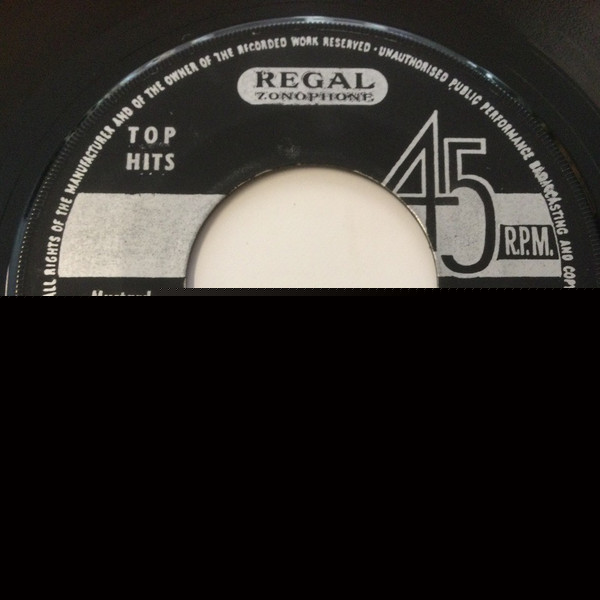 ALL RIGHTS OF THE MANUFACTURER AND OF THE OWNER OF THE RECORDED WORK RESERVED · UNAUTHORISED PUBLIC PERFORMANCE BROADCASTING AND COPY
REGAL
ZONOPHONE
TOP
HITS
45
R.P.M.